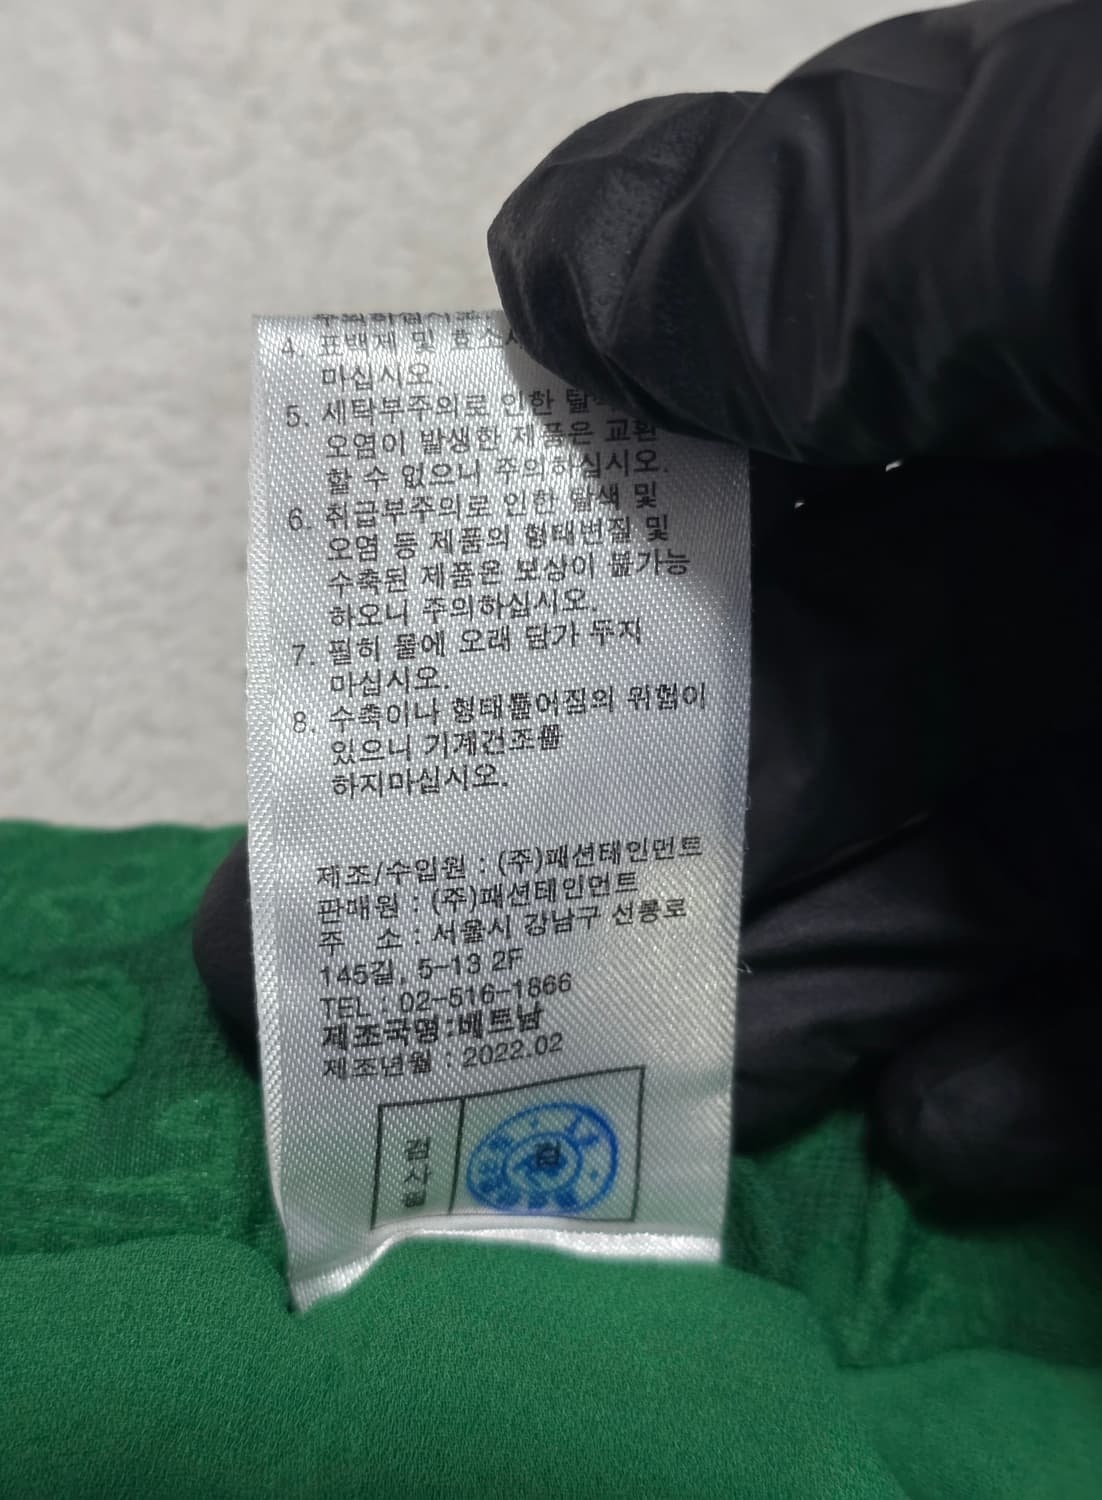 4. 표백제 및 효소
마십시오.
5. 세탁부주의로 인한
오염이 발생한 제품은 교환
할 수 없으니 주의하십시오.
6. 취급부주의로 인한 탈색 및
오염 등 제품의 형태변질 및
수축된 제품은 보상이 불가능
하오니 주의하십시오.
7. 필히 물에 오래 담가 두지
마십시오.
8. 수축이나 형태틀어짐의 위험이
있으니 기계건조를
하지마십시오.
제조/수입원 : (주)패션테인먼트
판매원 : (주)패션테인먼트
주 소 : 서울시 강남구 선릉로
145길, 5-13 2F
TEL : 02-516-1866
제조국명:베트남
제조년월 : 2022.02
검사필
검